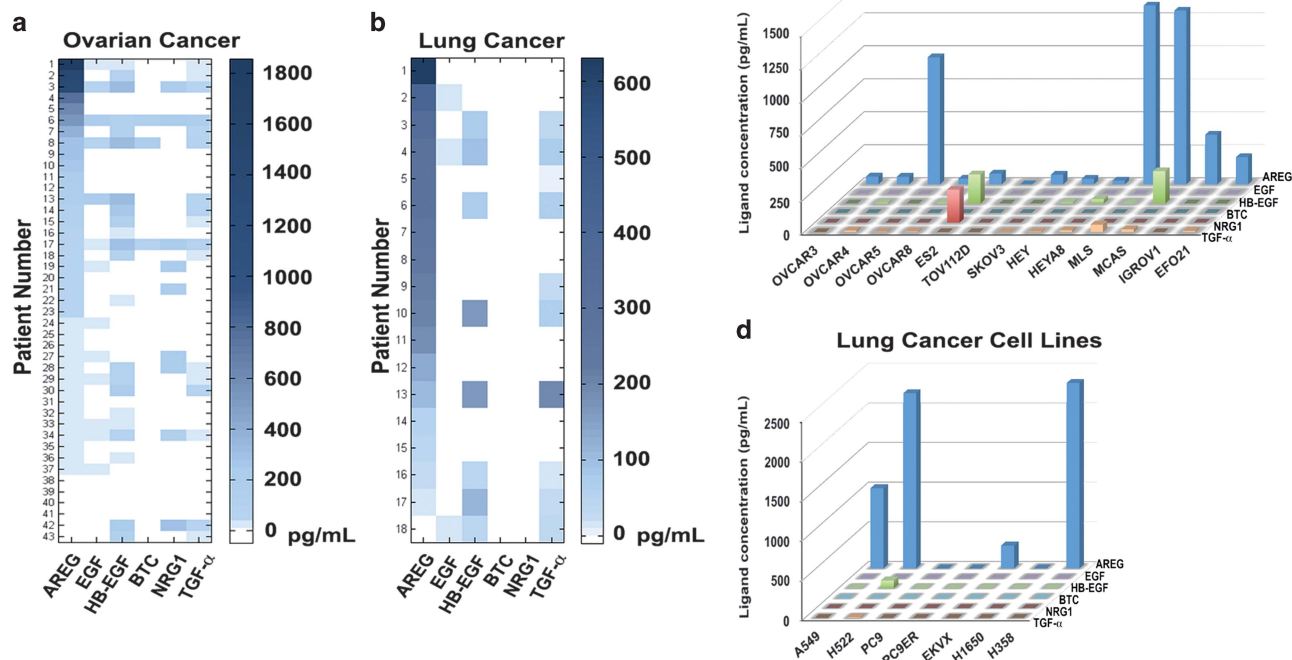 a
Ovarian Cancer
Patient Number
1
2
3
4
5
6
7
8
9
10
11
12
13
14
15
16
17
18
19
20
21
22
23
24
25
26
27
28
29
30
31
32
33
34
35
36
37
38
39
40
41
42
43
AREG
EGF
HB-EGF
BTC
NRG1
TGF-α
1800
1600
1400
1200
1000
800
600
400
200
0 pg/mL
b
Lung Cancer
Patient Number
1
2
3
4
5
6
7
8
9
10
11
12
13
14
15
16
17
18
AREG
EGF
HB-EGF
BTC
NRG1
TGF-α
600
500
400
300
200
100
0 pg/mL
Ligand concentration (pg/mL)
1500
1250
1000
750
500
250
0
AREG
EGF
HB-EGF
BTC
NRG1
TGF-α
OVCAR3
OVCAR4
OVCAR5
OVCAR8
ES2
TOV112D
SKOV3
HEY
HEYA8
MLS
MCAS
IGROV1
EFO21
d
Lung Cancer Cell Lines
Ligand concentration (pg/mL)
2500
2000
1500
1000
500
0
AREG
EGF
HB-EGF
BTC
NRG1
TGF-α
A549
H522
PC9
PC9ER
EKVX
H1650
H358